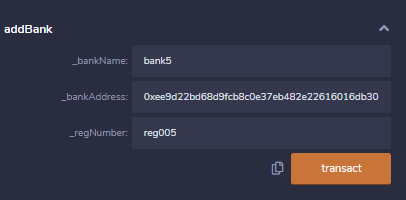 addBank
_bankName: bank5
_bankAddress: 0xee9d22bd68d9fcb8c0e37eb482e22616016db30
_regNumber: reg005
transact